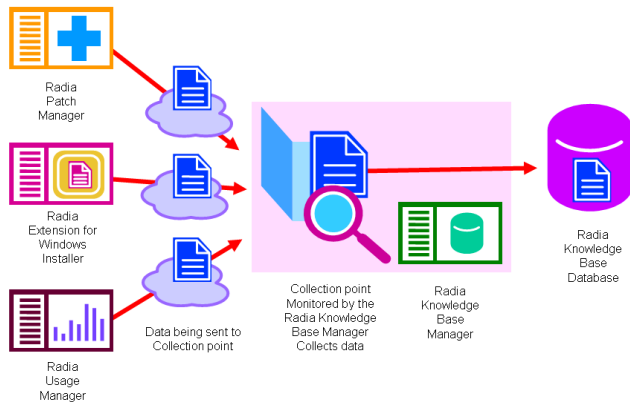 Radia
Patch
Manager
Radia
Extension for
Windows
Installer
Radia
Usage
Manager
Data being sent to
Collection point
Collection point
Monitored by the
Radia Knowledge
Base Manager
Collects data
Radia
Knowledge
Base
Manager
Radia
Knowledge
Base
Database